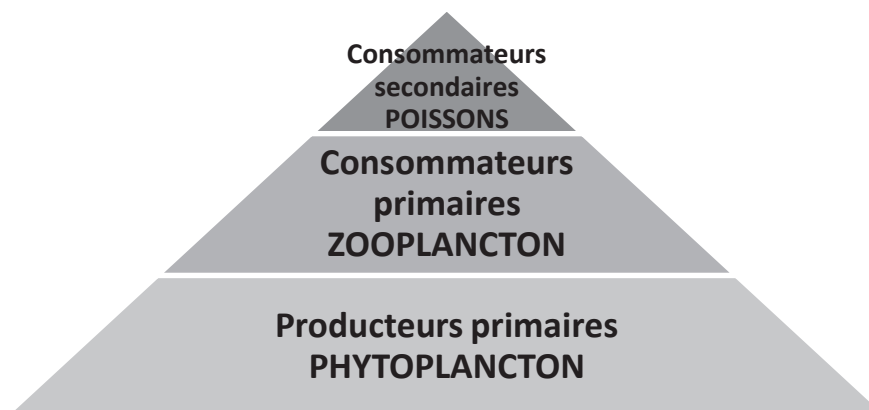 Consommateurs
secondaires
POISSONS
Consommateurs
primaires
ZOOPLANCTON
Producteurs primaires
PHYTOPLANCTON